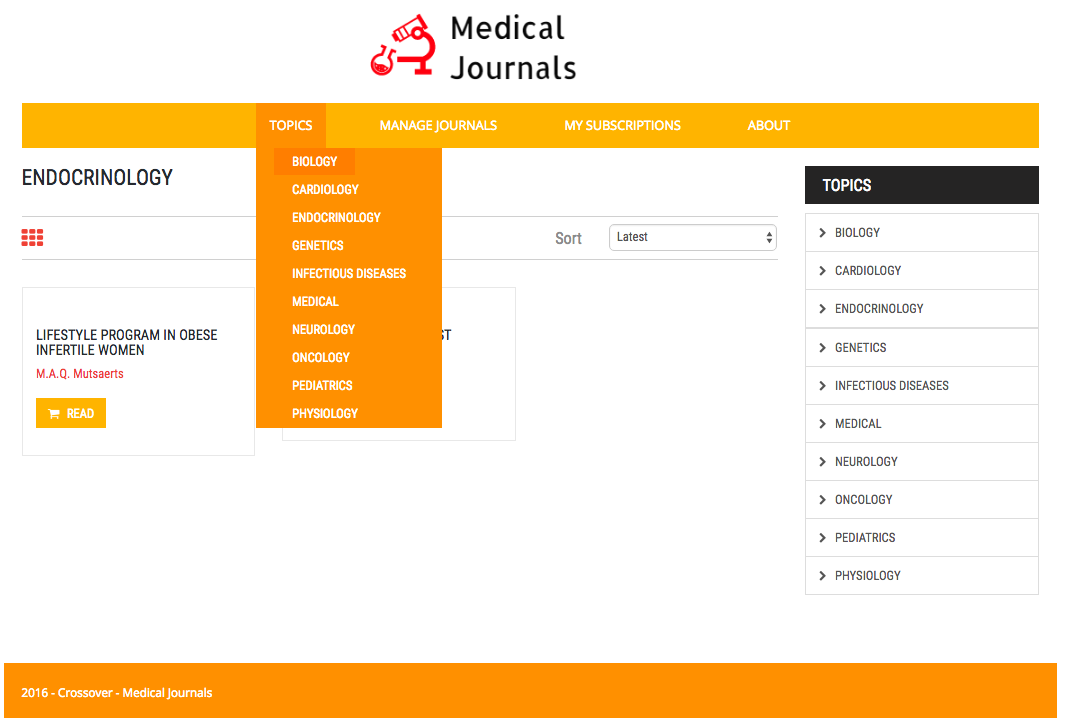 Medical
Journals
TOPICS MANAGE JOURNALS MY SUBSCRIPTIONS ABOUT
BIOLOGY
CARDIOLOGY
ENDOCRINOLOGY
GENETICS
INFECTIOUS DISEASES
MEDICAL
NEUROLOGY
ONCOLOGY
PEDIATRICS
PHYSIOLOGY
ENDOCRINOLOGY
Sort Latest
LIFESTYLE PROGRAM IN OBESE
INFERTILE WOMEN
M.A.Q. Mutsaerts
READ
TOPICS
BIOLOGY
CARDIOLOGY
ENDOCRINOLOGY
GENETICS
INFECTIOUS DISEASES
MEDICAL
NEUROLOGY
ONCOLOGY
PEDIATRICS
PHYSIOLOGY
2016 - Crossover - Medical Journals